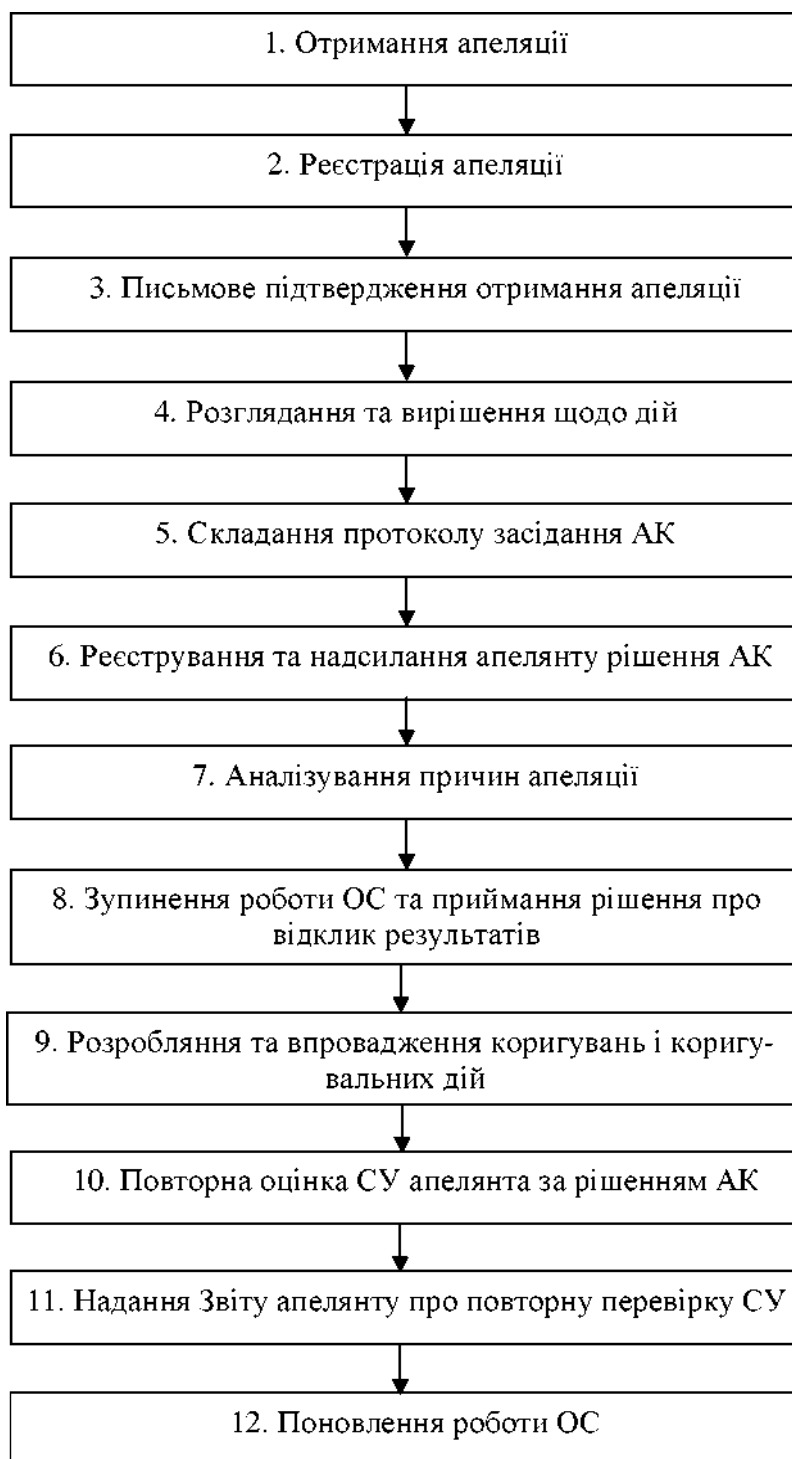 1. Отримання апеляції
2. Реєстрація апеляції
3. Письмове підтвердження отримання апеляції
4. Розглядання та вирішення щодо дій
5. Складання протоколу засідання АК
6. Реєстрування та надсилання апелянту рішення АК
7. Аналізування причин апеляції
8. Зупинення роботи ОС та приймання рішення про
відклик результатів
9. Розробляння та впровадження коригувань і коригу-
вальних дій
10. Повторна оцінка СУ апелянта за рішенням АК
11. Надання Звіту апелянту про повторну перевірку СУ
12. Поновлення роботи ОС